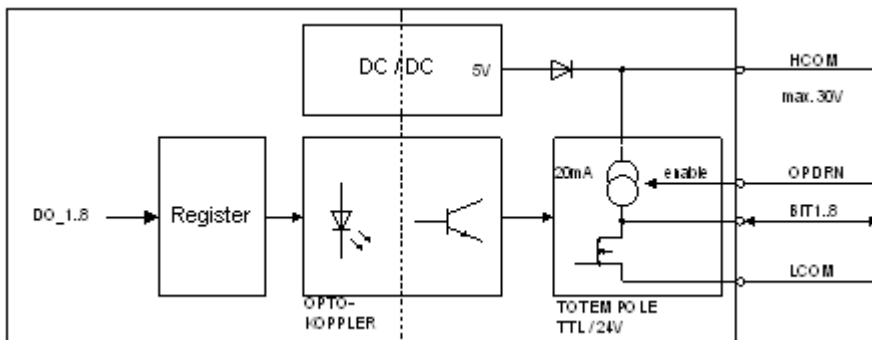 DC / DC
5V
HCOM
max. 30V
20mA
enable
OPDRN
DO_1..8
Register
BIT1..8
LCOM
OPTO-
KOPPLER
TOTEM POLE
TTL / 24V